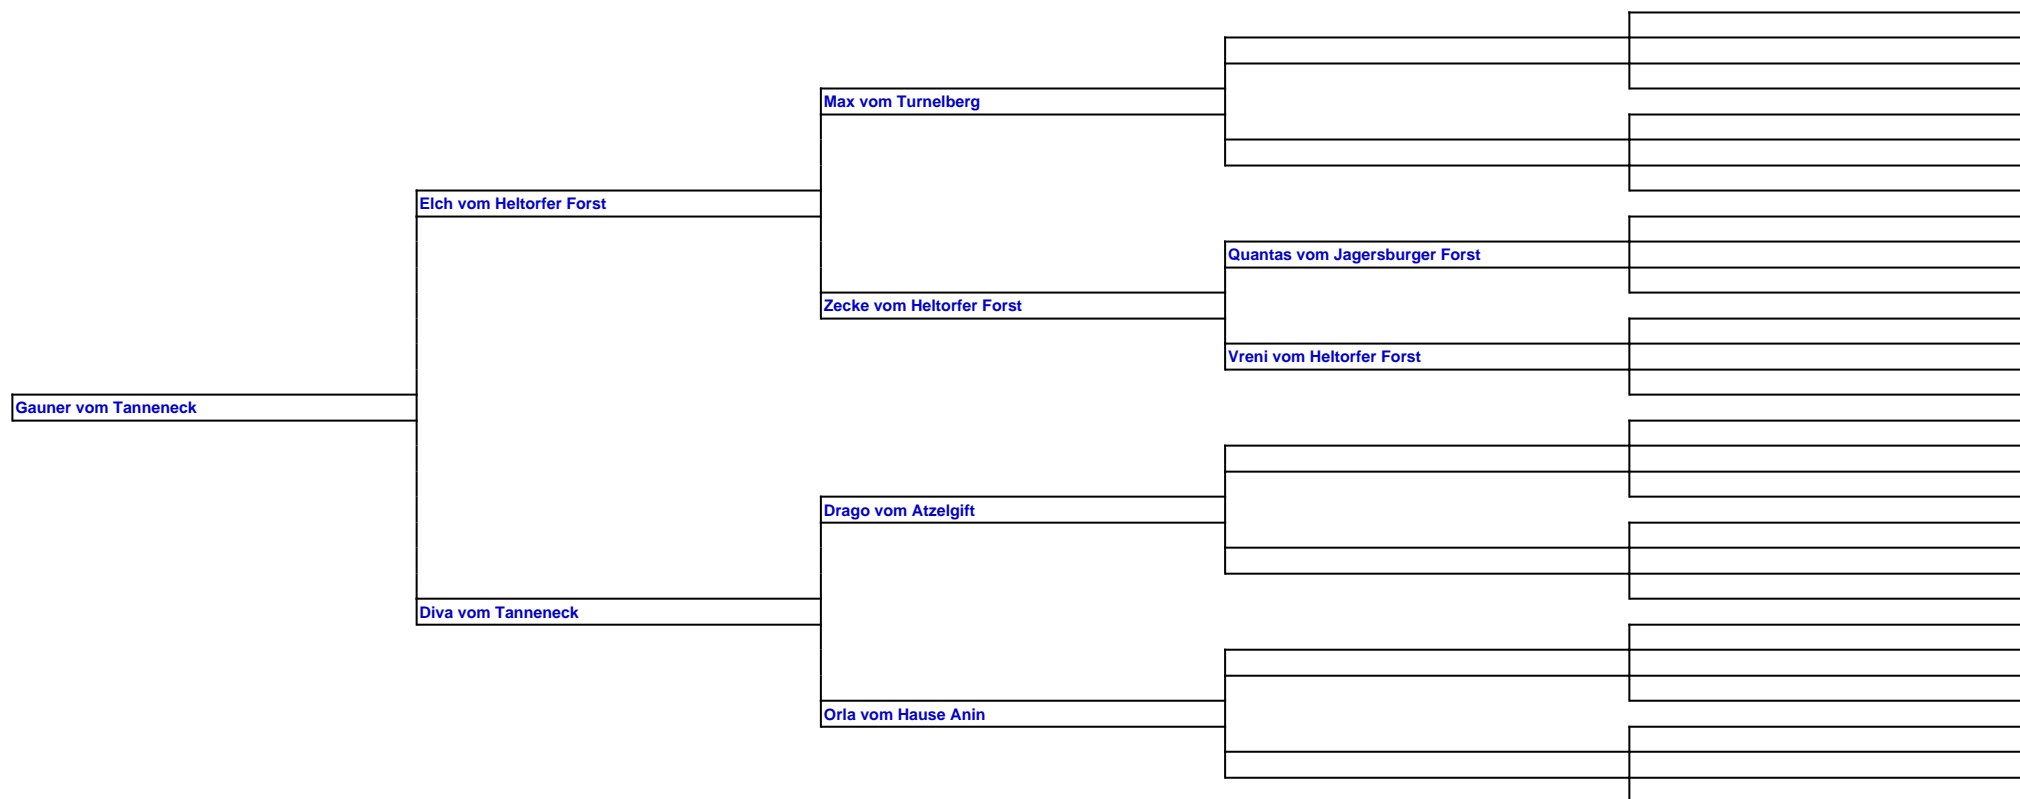 Max vom Turnelberg
Elch vom Heltorfer Forst
Quantas vom Jagersburger Forst
Zecke vom Heltorfer Forst
Vreni vom Heltorfer Forst
Gauner vom Tanneneck
Drago vom Atzelgift
Diva vom Tanneneck
Orla vom Hause Anin